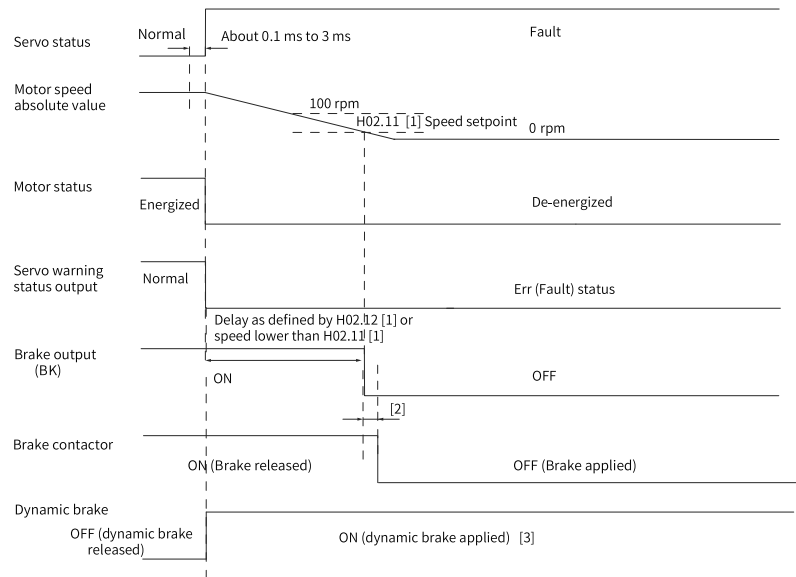 Servo status
Normal
About 0.1 ms to 3 ms
Fault
Motor speed
absolute value
100 rpm
H02.11 [1] Speed setpoint
0 rpm
Motor status
Energized
De-energized
Servo warning
status output
Normal
Err (Fault) status
Delay as defined by H02.12 [1] or
speed lower than H02.11 [1]
Brake output
(BK)
ON
OFF
[2]
Brake contactor
ON (Brake released)
OFF (Brake applied)
Dynamic brake
OFF (dynamic brake
released)
ON (dynamic brake applied) [3]